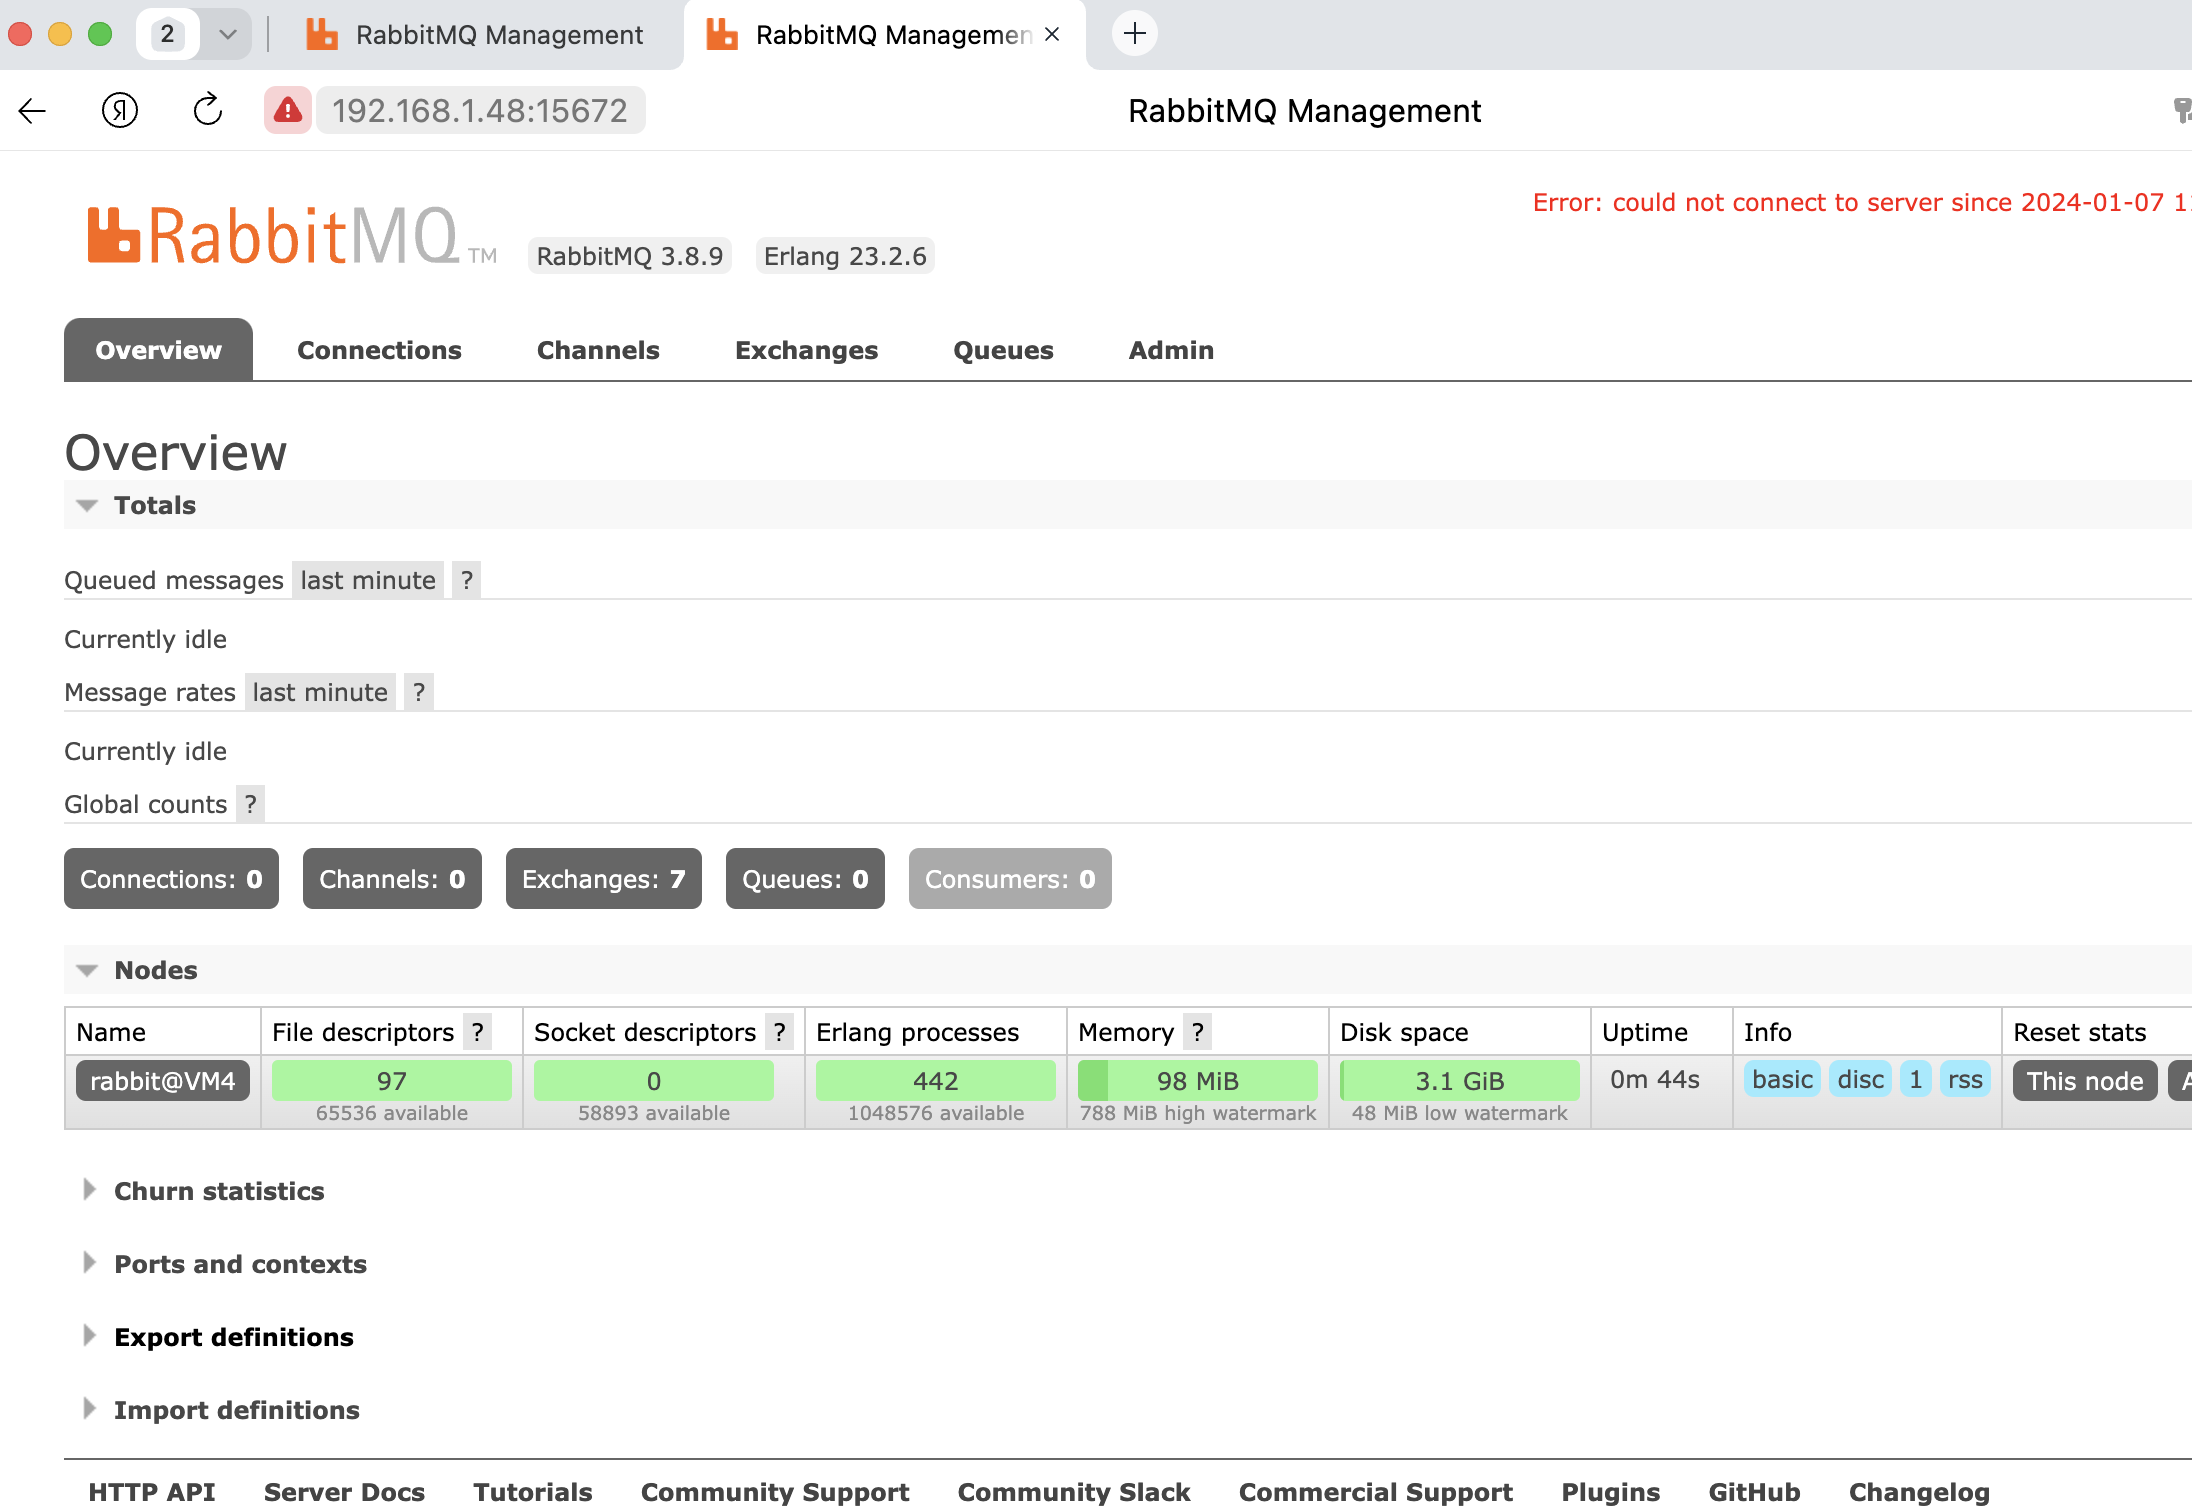 2 RabbitMQ Management RabbitMQ Managemen
Я 192.168.1.48:15672 RabbitMQ Management
Error: could not connect to server since 2024-01-07
RabbitMQ TM RabbitMQ 3.8.9 Erlang 23.2.6
Overview Connections Channels Exchanges Queues Admin
Overview
Totals
Queued messages last minute ?
Currently idle
Message rates last minute ?
Currently idle
Global counts ?
Connections: 0 Channels: 0 Exchanges: 7 Queues: 0 Consumers: 0
Nodes
Name File descriptors ? Socket descriptors ? Erlang processes Memory ? Disk space Uptime Info Reset stats
rabbit@VM4 97 0 442 98 MiB 3.1 GiB 0m 44s basic disc 1 rss This node
65536 available 58893 available 1048576 available 788 MiB high watermark 48 MiB low watermark
Churn statistics
Ports and contexts
Export definitions
Import definitions
HTTP API Server Docs Tutorials Community Support Community Slack Commercial Support Plugins GitHub Changelog